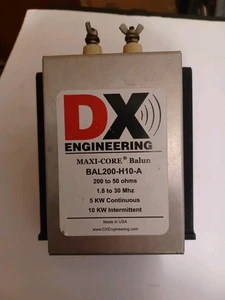 DX
ENGINEERING
MAXI-CORE® Balun
BAL200-H10-A
200 to 50 ohms
1.8 to 30 Mhz
5 KW Continuous
10 KW Intermittent
Made in USA
www.DXEngineering.com